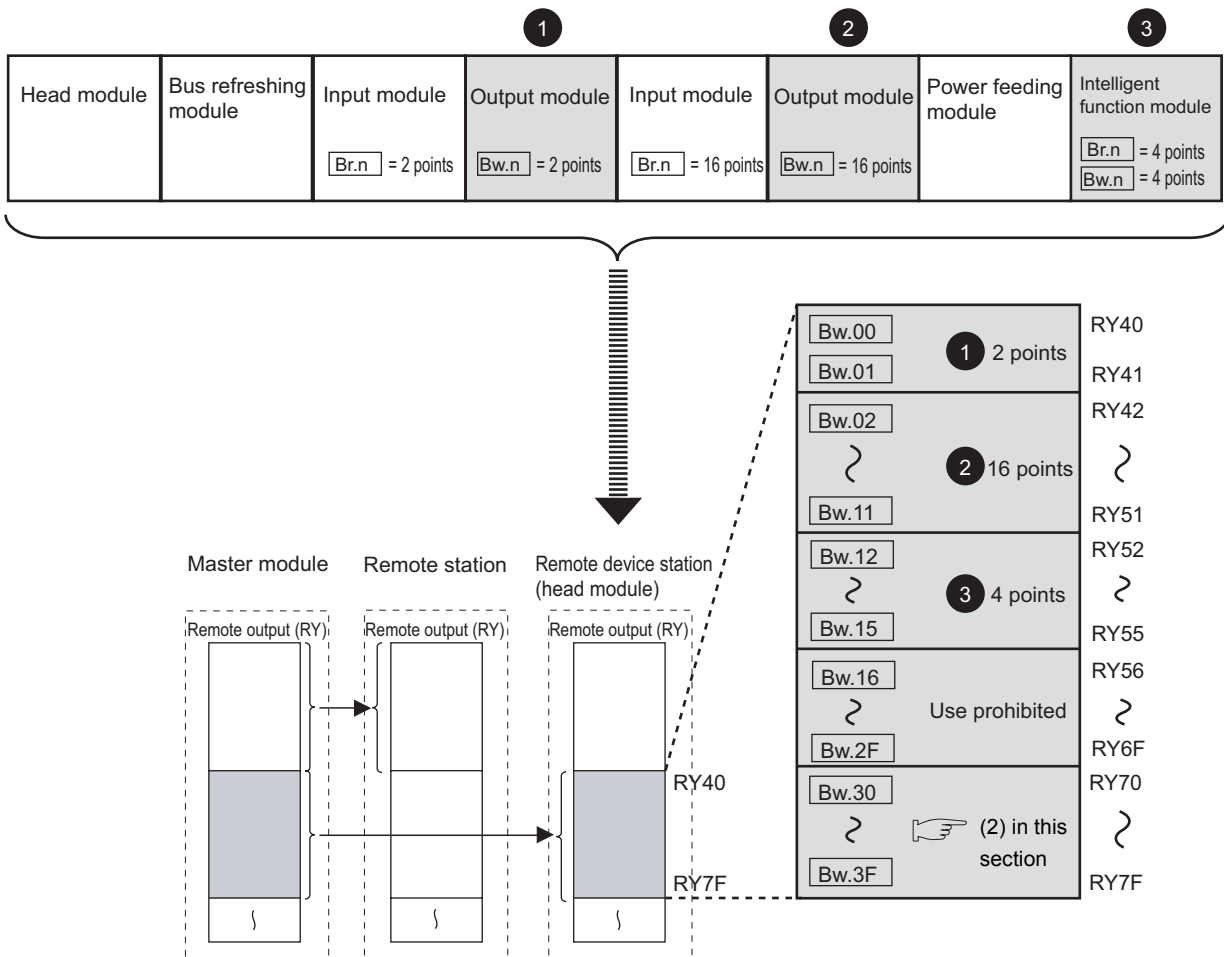 1 2 3
Head module
Bus refreshing
module
Input module
Br.n = 2 points
Output module
Bw.n = 2 points
Input module
Br.n = 16 points
Output module
Bw.n = 16 points
Power feeding
module
Intelligent
function module
Br.n = 4 points
Bw.n = 4 points
Bw.00
Bw.01
1 2 points
RY40
RY41
Bw.02
Bw.11
2 16 points
RY42
RY51
Bw.12
Bw.15
3 4 points
RY52
RY55
Bw.16
Bw.2F
Use prohibited
RY56
RY6F
Bw.30
Bw.3F
(2) in this
section
RY70
RY7F
Master module
Remote output (RY)
Remote station
Remote output (RY)
Remote device station
(head module)
Remote output (RY)
RY40
RY7F